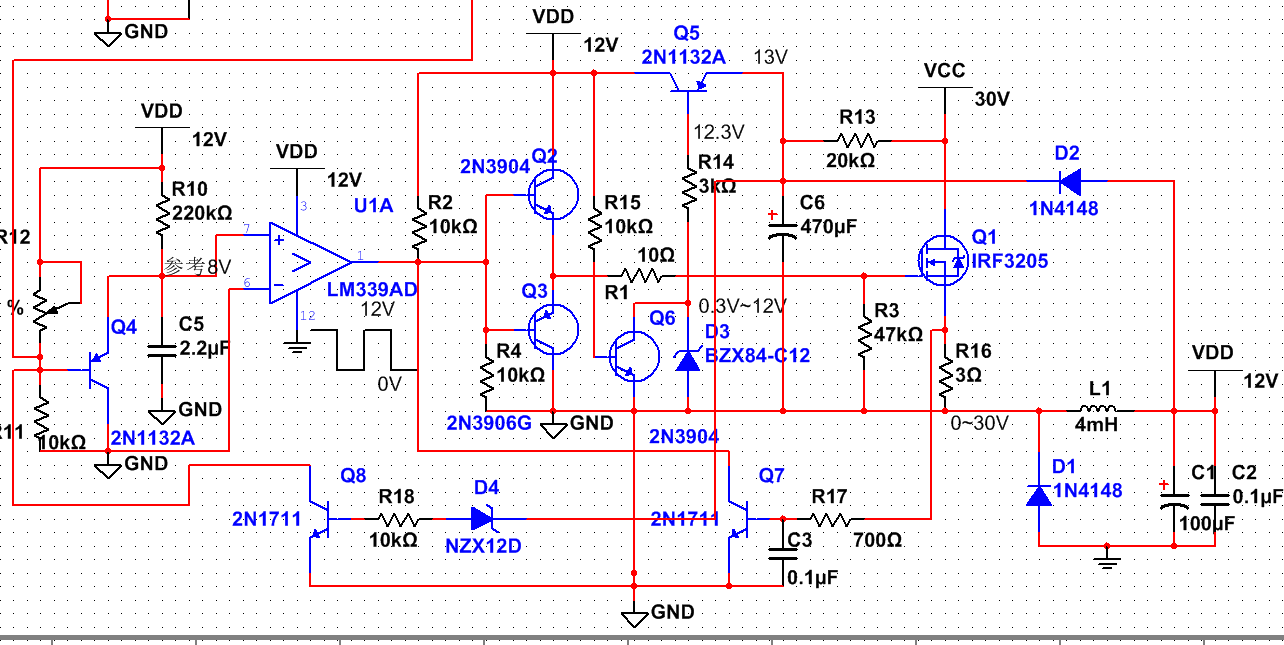 GND
VDD
12V
Q5
2N1132A
13V
VCC
30V
VDD
12V
12.3V
R13
20kΩ
VDD
12V
Q2
2N3904
R14
3kΩ
D2
1N4148
R10
220kΩ
3
U1A
R2
10kΩ
R15
10kΩ
C6
470µF
R12
7
参考8V
1
6
LM339AD
10Ω
R1
Q1
IRF3205
%
12
12V
0V
Q4
C5
2.2µF
Q3
Q6
0.3V~12V
D3
BZX84-C12
R3
47kΩ
R4
10kΩ
R16
3Ω
VDD
12V
GND
R11
10kΩ
2N1132A
2N3906G
GND
2N3904
0~30V
L1
4mH
GND
Q8
2N1711
R18
10kΩ
D4
NZX12D
Q7
2N1711
R17
700Ω
C3
0.1µF
D1
1N4148
C1
100µF
C2
0.1µF
GND